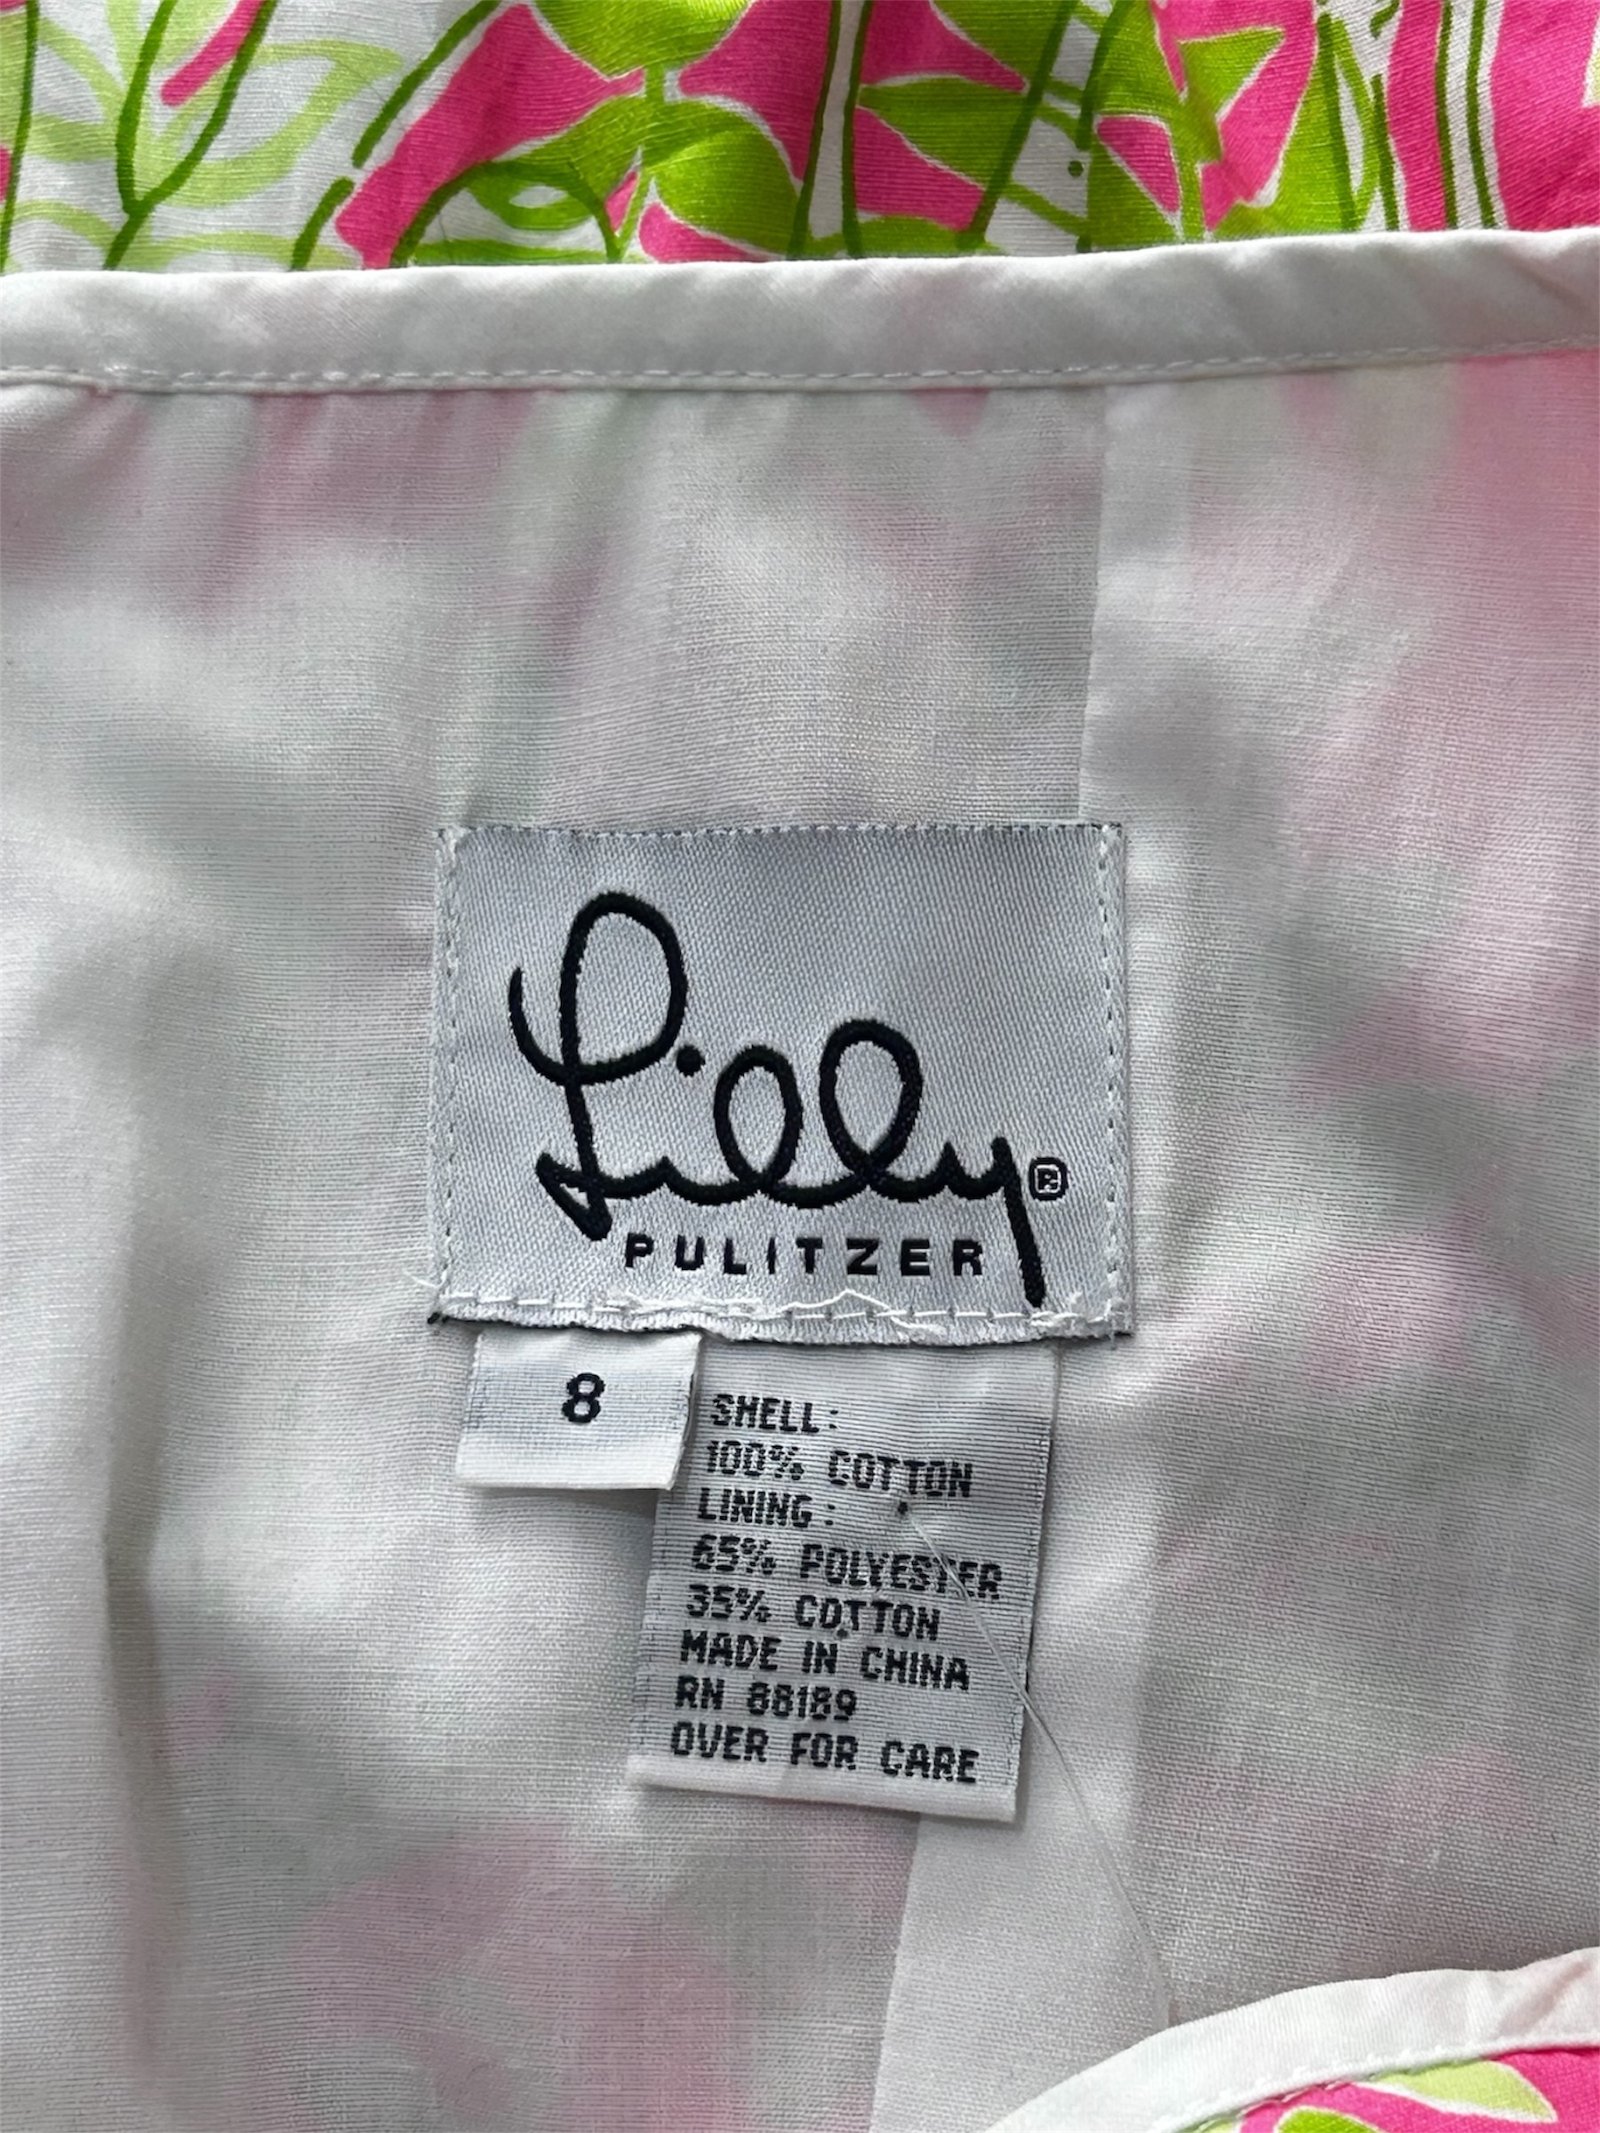 Lilly®
PULITZER
8
SHELL:
100% COTTON
LINING:
65% POLYESTER
35% COTTON
MADE IN CHINA
RN 88189
OVER FOR CARE